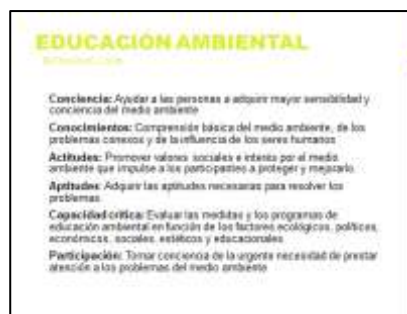 EDUCACIÓN AMBIENTAL
Conciencia: Ayudar a las personas a adquirir mayor sensibilidad y
conciencia del medio ambiente
Conocimientos: Comprensión básica del medio ambiente, de los
problemas conexos y de la influencia de los seres humanos
Actitudes: Promover valores sociales e interés por el medio
ambiente que impulse a los participantes a proteger y mejorarlo
Aptitudes: Adquirir las aptitudes necesarias para resolver los
problemas
Capacidad crítica: Evaluar las medidas y los programas de
educación ambiental en función de los factores ecológicos, políticos,
económicos, sociales, estéticos y educacionales
Participación: Tomar conciencia de la urgente necesidad de prestar
atención a los problemas del medio ambiente